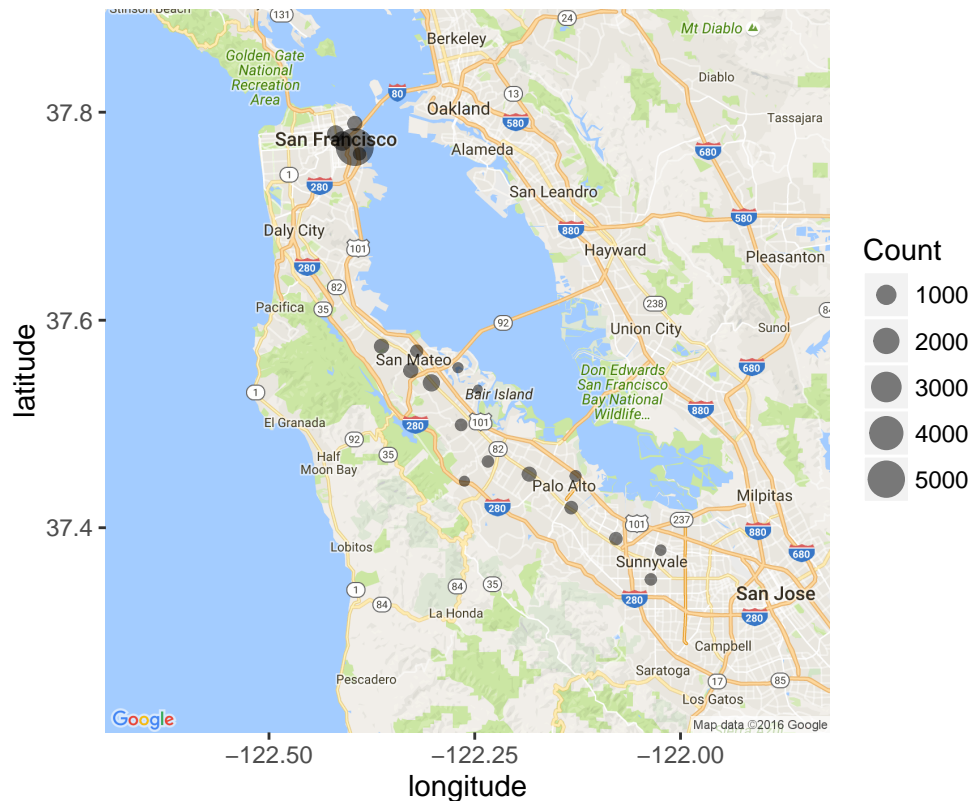 Stinson Beach
131
24
Berkeley
Mt Diablo
Golden Gate
National
Recreation
Area
Diablo
80
13
37.8
Oakland
580
Tassajara
San Francisco
Alameda
680
1
280
San Leandro
580
880
Daly City
101
Hayward
Pleasanton
280
82
Pacifica
35
238
84
37.6
92
Union City
Sunol
San Mateo
680
Don Edwards
San Francisco
Bay National
Wildlife...
1
Bair Island
880
El Granada
280
101
92
35
82
Half
Moon Bay
Palo Alto
Milpitas
280
37.4
101
237
880
680
Lobitos
Sunnyvale
1
84
84
35
280
San Jose
La Honda
280
Campbell
Pescadero
Saratoga
17
85
Los Gatos
Google
Map data ©2016 Google
−122.50
−122.25
−122.00
longitude
latitude
Count
1000
2000
3000
4000
5000